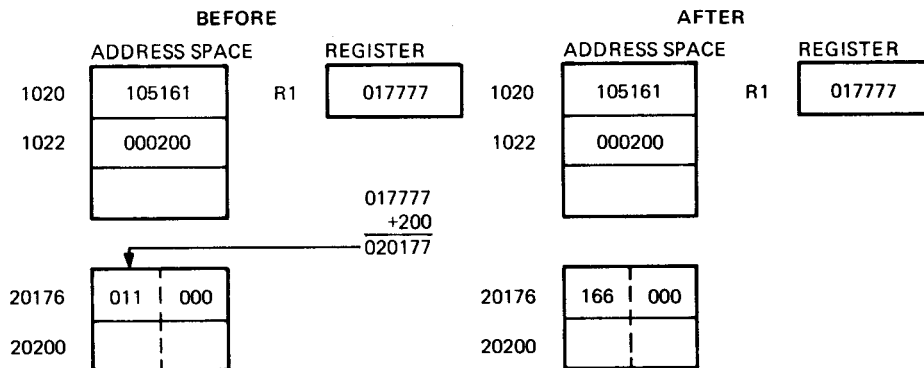 BEFORE
ADDRESS SPACE REGISTER
1020 105161 R1 017777
1022 000200
017777
+200
020177
20176 011 000
20200
AFTER
ADDRESS SPACE REGISTER
1020 105161 R1 017777
1022 000200
20176 166 000
20200